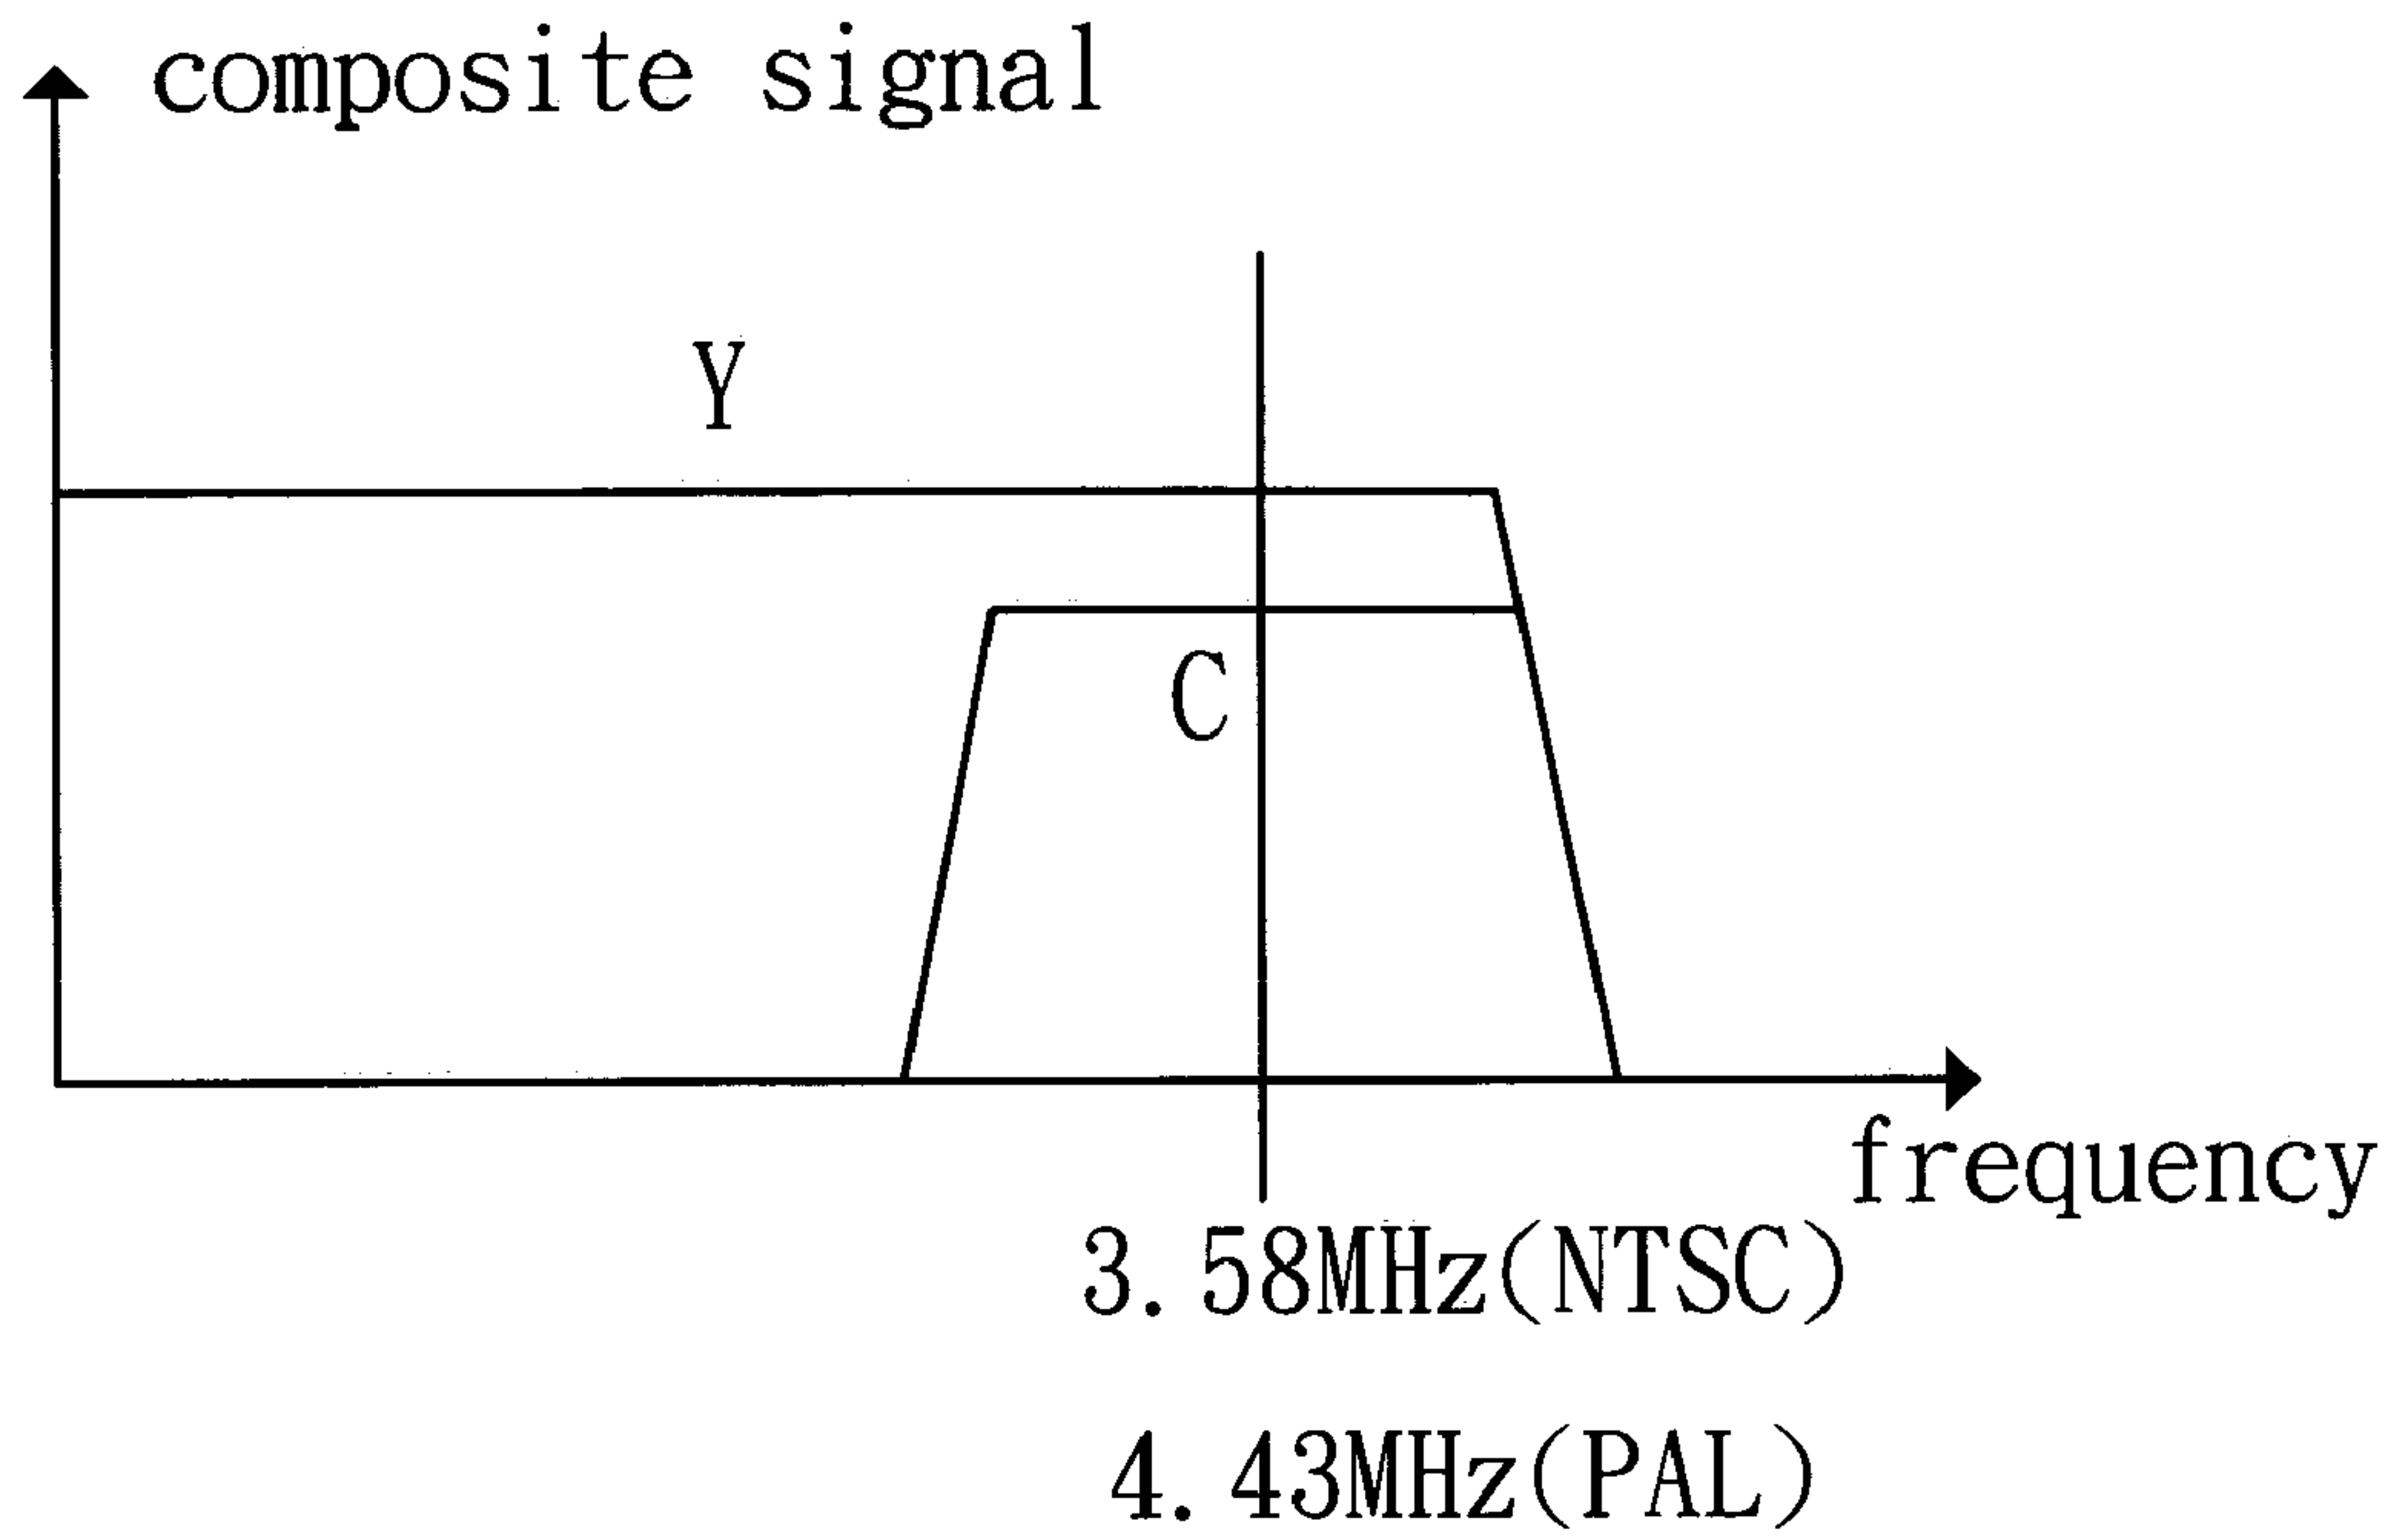 composite signal
Y
C
frequency
3.58MHz(NTSC)
4.43MHz(PAL)